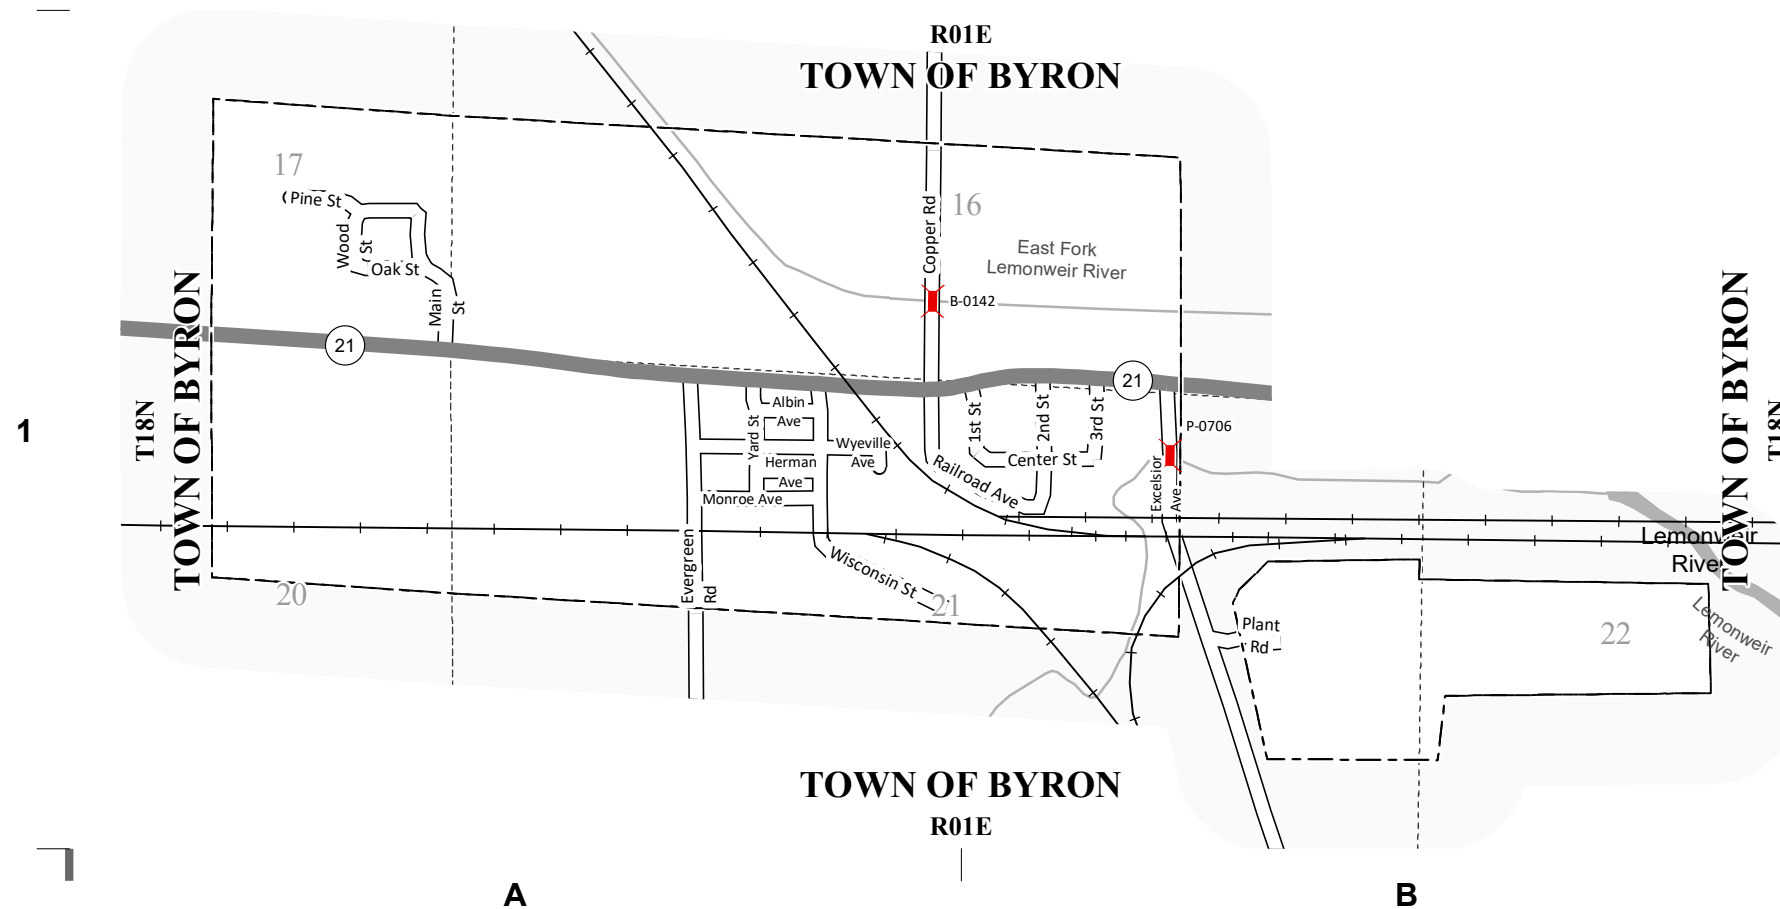 R01E
TOWN OF BYRON
17
Pine St
16
Copper Rd
Wood
St
East Fork
Lemonweir River
Oak St
Main
St
B-0142
21
21
TOWN OF BYRON
T18N
1
TOWN OF BYRON
T18N
Albin
Ave
Yard St
1st St
2nd St
3rd St
P-0706
Wyeville
Ave
Herman
Ave
Center St
Railroad Ave
Monroe Ave
Excelsior
Ave
Evergreen
Rd
Wisconsin St
Lemonweir
River
20
21
Plant
Rd
22
Lemonweir
River
TOWN OF BYRON
R01E
A
B